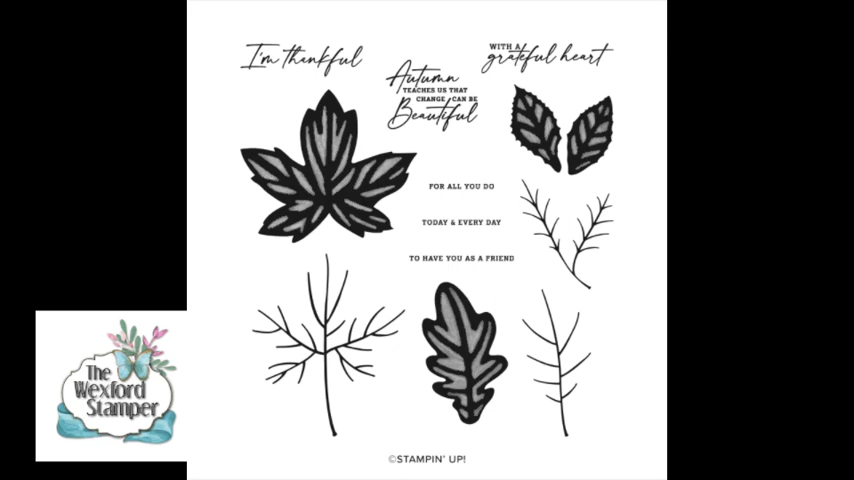 I'm thankful
WITH A
grateful heart
Autumn
TEACHES US THAT
CHANGE CAN BE
Beautiful
FOR ALL YOU DO
TODAY & EVERY DAY
TO HAVE YOU AS A FRIEND
The
Wexford
Stamper
©STAMPIN' UP!